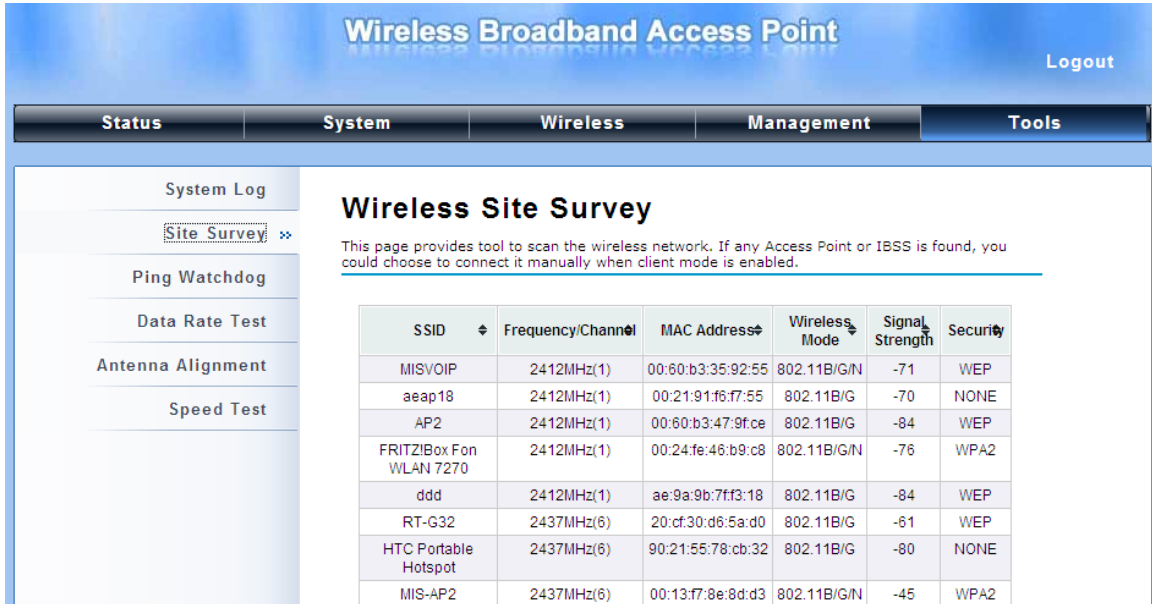 Wireless Broadband Access Point
Logout
Status System Wireless Management Tools
System Log
Site Survey »
Ping Watchdog
Data Rate Test
Antenna Alignment
Speed Test
Wireless Site Survey
This page provides tool to scan the wireless network. If any Access Point or IBSS is found, you
could choose to connect it manually when client mode is enabled.
SSID Frequency/Channel MAC Address Wireless Mode Signal Strength Security
MISVOIP 2412MHz(1) 00:60:b3:35:92:55 802.11B/G/N -71 WEP
aeap18 2412MHz(1) 00:21:91:f6:f7:55 802.11B/G -70 NONE
AP2 2412MHz(1) 00:60:b3:47:9f:ce 802.11B/G -84 WEP
FRITZ!Box Fon WLAN 7270 2412MHz(1) 00:24:fe:46:b9:c8 802.11B/G/N -76 WPA2
ddd 2412MHz(1) ae:9a:9b:7f:f3:18 802.11B/G -84 WEP
RT-G32 2437MHz(6) 20:cf:30:d6:5a:d0 802.11B/G -61 WEP
HTC Portable Hotspot 2437MHz(6) 90:21:55:78:cb:32 802.11B/G -80 NONE
MIS-AP2 2437MHz(6) 00:13:f7:8e:8d:d3 802.11B/G/N -45 WPA2